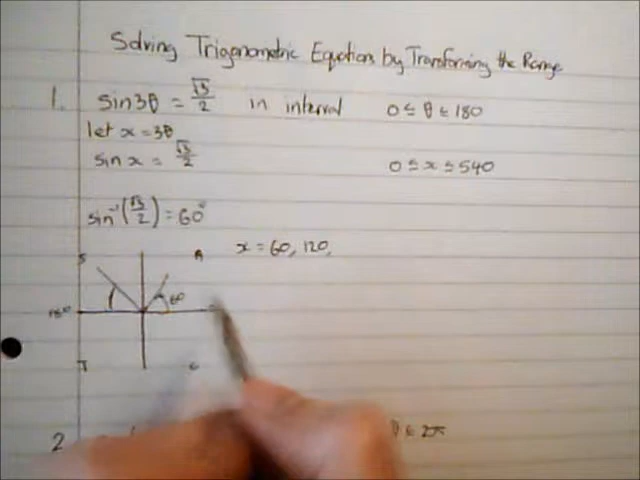 Solving Trigonometric Equations by Transforming the Range
1. sin3θ = √3/2 in interval 0 ≤ θ ≤ 180
let x = 3θ
sin x = √3/2 0 ≤ x ≤ 540
sin⁻¹(√3/2) = 60°
x = 60, 120,
S A
180 60
T C
2 θ ≤ 2π